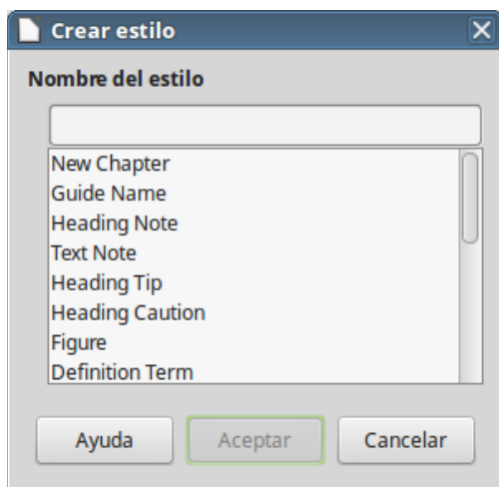 Crear estilo
Nombre del estilo
New Chapter
Guide Name
Heading Note
Text Note
Heading Tip
Heading Caution
Figure
Definition Term
Ayuda
Aceptar
Cancelar